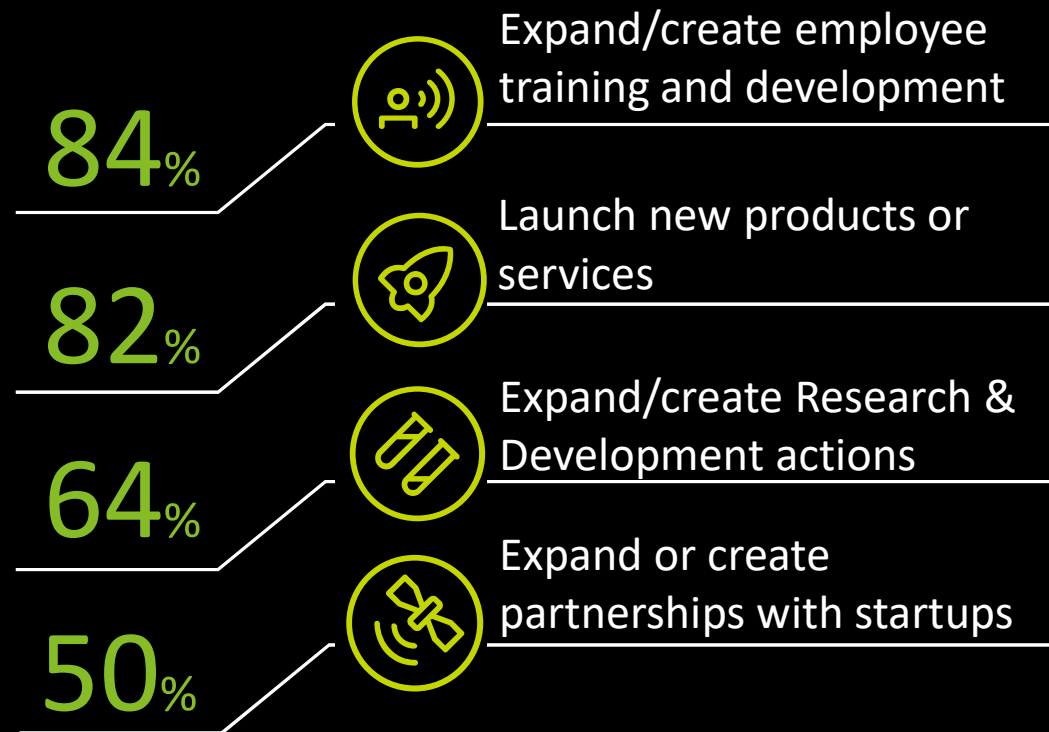 84%
Expand/create employee
training and development
82%
Launch new products or
services
64%
Expand/create Research &
Development actions
50%
Expand or create
partnerships with startups